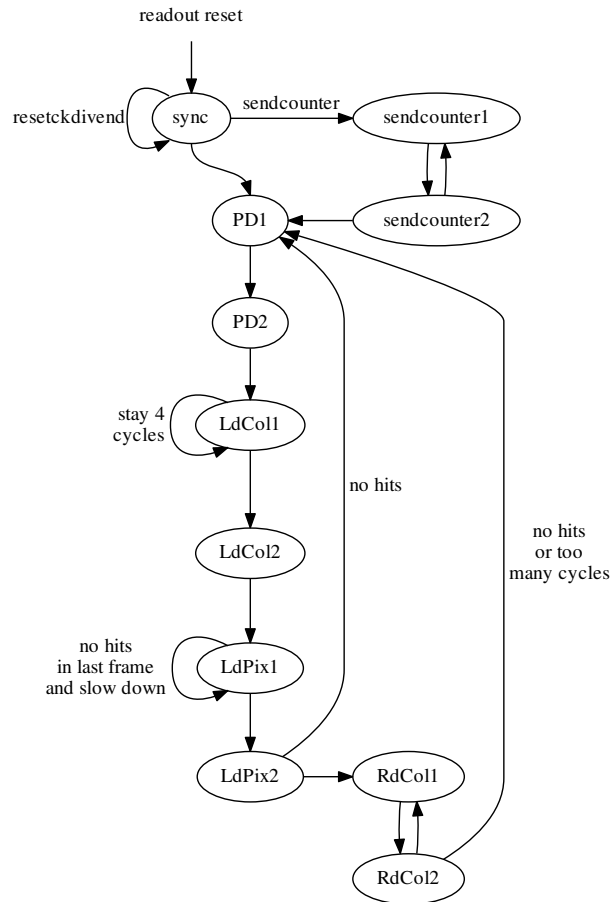 readout reset
resetckdivend
sync
sendcounter
sendcounter1
PD1
sendcounter2
PD2
stay 4
cycles
LdCol1
no hits
no hits
or too
many cycles
LdCol2
no hits
in last frame
and slow down
LdPix1
LdPix2
RdCol1
RdCol2